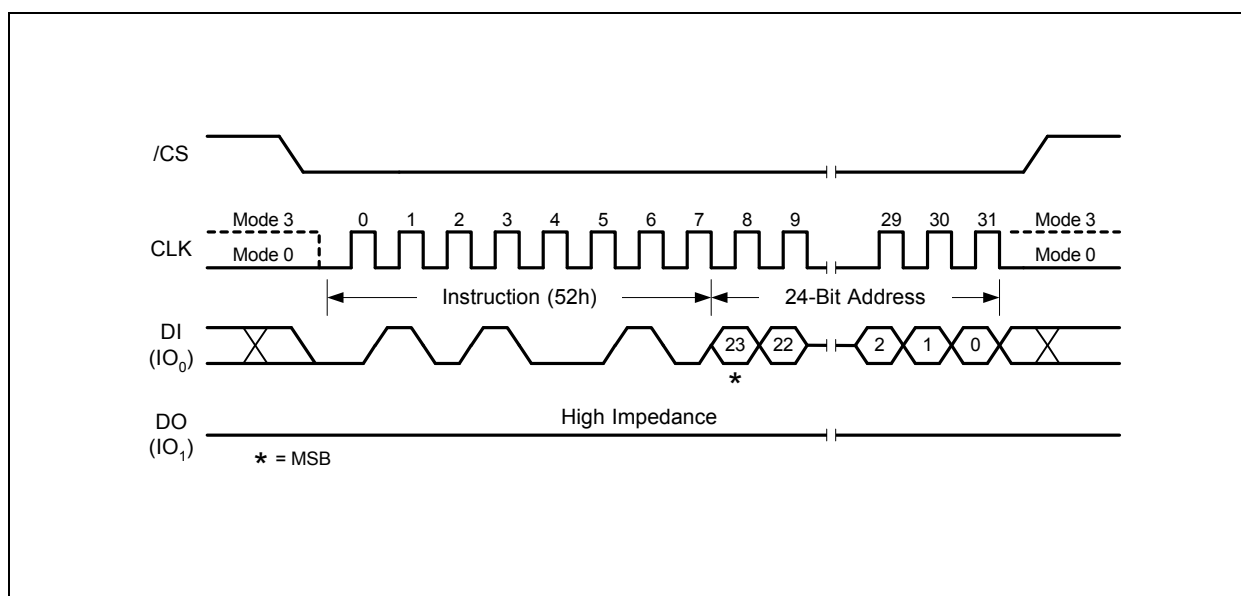 /CS
Mode 3 0 1 2 3 4 5 6 7 8 9 29 30 31 Mode 3
CLK
Mode 0 Mode 0
Instruction (52h) 24-Bit Address
DI
(IO0)
23 22 2 1 0
*
High Impedance
DO
(IO1)
* = MSB